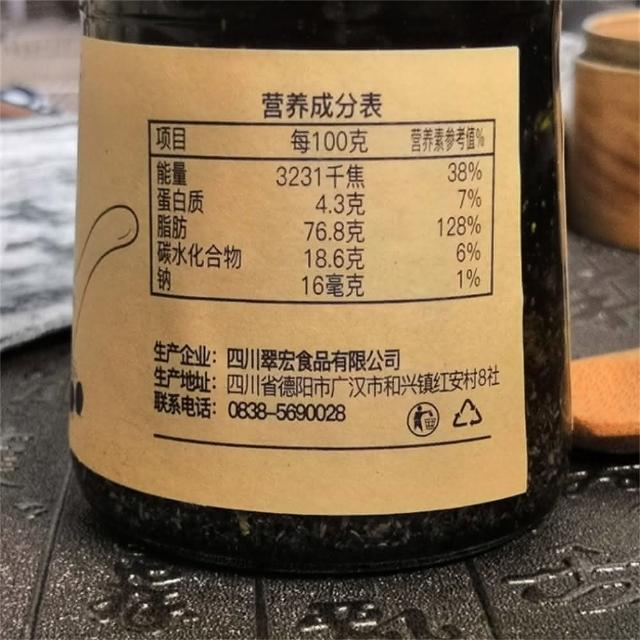 营养成分表
项目 每100克 营养素参考值%
能量 3231千焦 38%
蛋白质 4.3克 7%
脂肪 76.8克 128%
碳水化合物 18.6克 6%
钠 16毫克 1%
生产企业：四川翠宏食品有限公司
生产地址：四川省德阳市广汉市和兴镇红安村8社
联系电话：0838-5690028